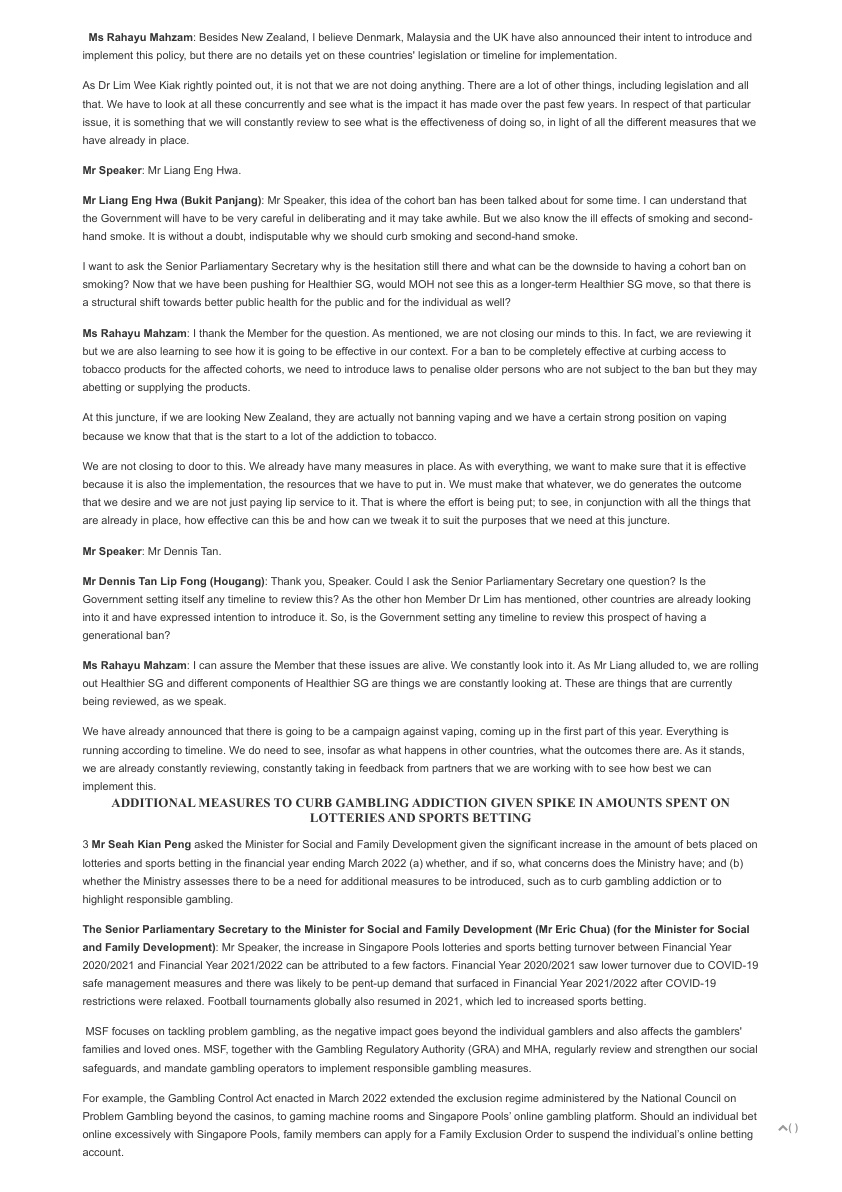 Ms Rahayu Mahzam: Besides New Zealand, I believe Denmark, Malaysia and the UK have also announced their intent to introduce and
implement this policy, but there are no details yet on these countries' legislation or timeline for implementation.
As Dr Lim Wee Kiak rightly pointed out, it is not that we are not doing anything. There are a lot of other things, including legislation and all
that. We have to look at all these concurrently and see what is the impact it has made over the past few years. In respect of that particular
issue, it is something that we will constantly review to see what is the effectiveness of doing so, in light of all the different measures that we
have already in place.
Mr Speaker: Mr Liang Eng Hwa.
Mr Liang Eng Hwa (Bukit Panjang): Mr Speaker, this idea of the cohort ban has been talked about for some time. I can understand that
the Government will have to be very careful in deliberating and it may take awhile. But we also know the ill effects of smoking and second-
hand smoke. It is without a doubt, indisputable why we should curb smoking and second-hand smoke.
I want to ask the Senior Parliamentary Secretary why is the hesitation still there and what can be the downside to having a cohort ban on
smoking? Now that we have been pushing for Healthier SG, would MOH not see this as a longer-term Healthier SG move, so that there is
a structural shift towards better public health for the public and for the individual as well?
Ms Rahayu Mahzam: I thank the Member for the question. As mentioned, we are not closing our minds to this. In fact, we are reviewing it
but we are also learning to see how it is going to be effective in our context. For a ban to be completely effective at curbing access to
tobacco products for the affected cohorts, we need to introduce laws to penalise older persons who are not subject to the ban but they may
abetting or supplying the products.
At this juncture, if we are looking New Zealand, they are actually not banning vaping and we have a certain strong position on vaping
because we know that that is the start to a lot of the addiction to tobacco.
We are not closing to door to this. We already have many measures in place. As with everything, we want to make sure that it is effective
because it is also the implementation, the resources that we have to put in. We must make that whatever, we do generates the outcome
that we desire and we are not just paying lip service to it. That is where the effort is being put; to see, in conjunction with all the things that
are already in place, how effective can this be and how can we tweak it to suit the purposes that we need at this juncture.
Mr Speaker: Mr Dennis Tan.
Mr Dennis Tan Lip Fong (Hougang): Thank you, Speaker. Could I ask the Senior Parliamentary Secretary one question? Is the
Government setting itself any timeline to review this? As the other hon Member Dr Lim has mentioned, other countries are already looking
into it and have expressed intention to introduce it. So, is the Government setting any timeline to review this prospect of having a
generational ban?
Ms Rahayu Mahzam: I can assure the Member that these issues are alive. We constantly look into it. As Mr Liang alluded to, we are rolling
out Healthier SG and different components of Healthier SG are things we are constantly looking at. These are things that are currently
being reviewed, as we speak.
We have already announced that there is going to be a campaign against vaping, coming up in the first part of this year. Everything is
running according to timeline. We do need to see, insofar as what happens in other countries, what the outcomes there are. As it stands,
we are already constantly reviewing, constantly taking in feedback from partners that we are working with to see how best we can
implement this.
ADDITIONAL MEASURES TO CURB GAMBLING ADDICTION GIVEN SPIKE IN AMOUNTS SPENT ON
LOTTERIES AND SPORTS BETTING
3 Mr Seah Kian Peng asked the Minister for Social and Family Development given the significant increase in the amount of bets placed on
lotteries and sports betting in the financial year ending March 2022 (a) whether, and if so, what concerns does the Ministry have; and (b)
whether the Ministry assesses there to be a need for additional measures to be introduced, such as to curb gambling addiction or to
highlight responsible gambling.
The Senior Parliamentary Secretary to the Minister for Social and Family Development (Mr Eric Chua) (for the Minister for Social
and Family Development): Mr Speaker, the increase in Singapore Pools lotteries and sports betting turnover between Financial Year
2020/2021 and Financial Year 2021/2022 can be attributed to a few factors. Financial Year 2020/2021 saw lower turnover due to COVID-19
safe management measures and there was likely to be pent-up demand that surfaced in Financial Year 2021/2022 after COVID-19
restrictions were relaxed. Football tournaments globally also resumed in 2021, which led to increased sports betting.
MSF focuses on tackling problem gambling, as the negative impact goes beyond the individual gamblers and also affects the gamblers'
families and loved ones. MSF, together with the Gambling Regulatory Authority (GRA) and MHA, regularly review and strengthen our social
safeguards, and mandate gambling operators to implement responsible gambling measures.
For example, the Gambling Control Act enacted in March 2022 extended the exclusion regime administered by the National Council on
Problem Gambling beyond the casinos, to gaming machine rooms and Singapore Pools' online gambling platform. Should an individual bet
online excessively with Singapore Pools, family members can apply for a Family Exclusion Order to suspend the individual's online betting
account.
( )